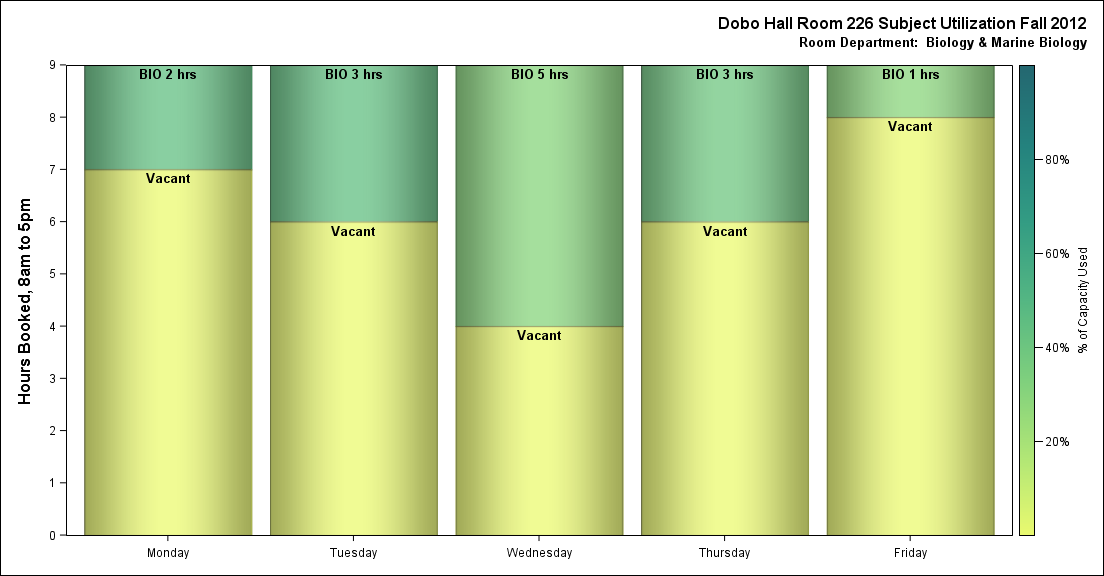 Dobo Hall Room 226 Subject Utilization Fall 2012
Room Department:  Biology & Marine Biology
Hours Booked, 8am to 5pm
9
8
7
6
5
4
3
2
1
0
BIO 2 hrs
Vacant
BIO 3 hrs
Vacant
BIO 5 hrs
Vacant
BIO 3 hrs
Vacant
BIO 1 hrs
Vacant
Monday
Tuesday
Wednesday
Thursday
Friday
80%
60%
40%
20%
% of Capacity Used